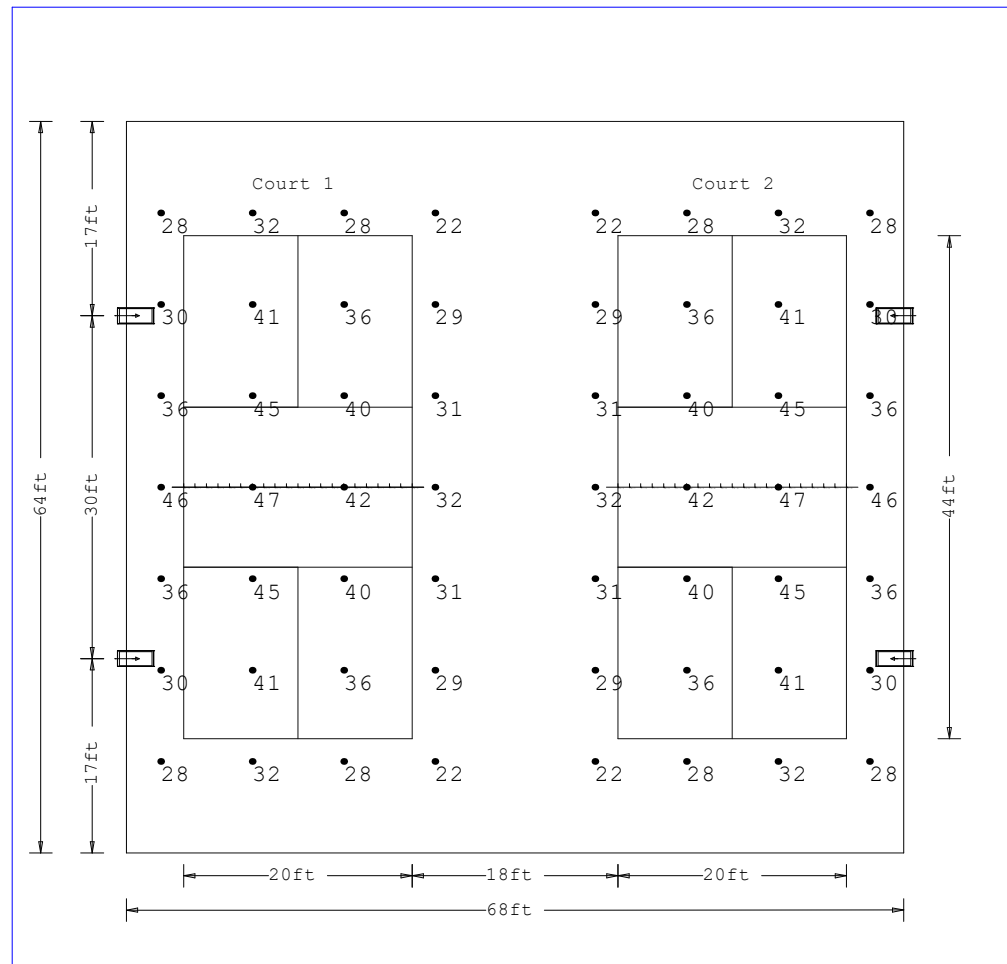 Court 1 Court 2
28 32 28 22 22 28 32 28
17ft
30 41 36 29 29 36 41 30
36 45 40 31 31 40 45 36
46 47 42 32 32 42 47 46
64ft 30ft 44ft
36 45 40 31 31 40 45 36
30 41 36 29 29 36 41 30
28 32 28 22 22 28 32 28
17ft
20ft 18ft 20ft
68ft